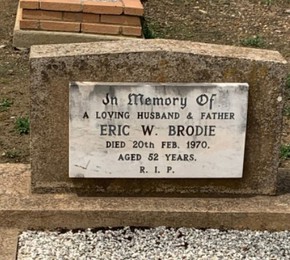 In Memory Of
A LOVING HUSBAND & FATHER
ERIC W. BRODIE
DIED 20th FEB. 1970.
AGED 52 YEARS.
R. I. P.